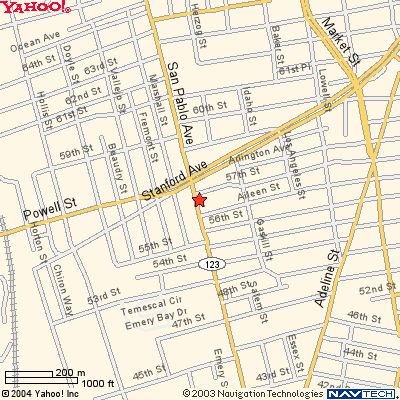 YAHOO!
Ocean Ave
64th St
Doyle St
63rd St
Vallejo St
62nd St
61st St
Hollis St
Marshall St
Fremont St
San Pablo Ave
Herzog St
60th St
Idaho St
Baker St
61st Pl
Market St
Lowell St
Los Angeles St
59th St
Beaudry St
Stanford Ave
Arlington Ave
57th St
Aileen St
Powell St
56th St
Gaskill St
Horton St
Chiron Way
55th St
54th St
123
53rd St
Temescal Cir
Emery Bay Dr
48th St
47th St
Salem St
Adeline St
52nd St
46th St
45th St
Essex St
Emery St
43rd St
42nd St
200 m
1000 ft
© 2004 Yahoo! Inc
© 2003 Navigation Technologies
NAVTECH